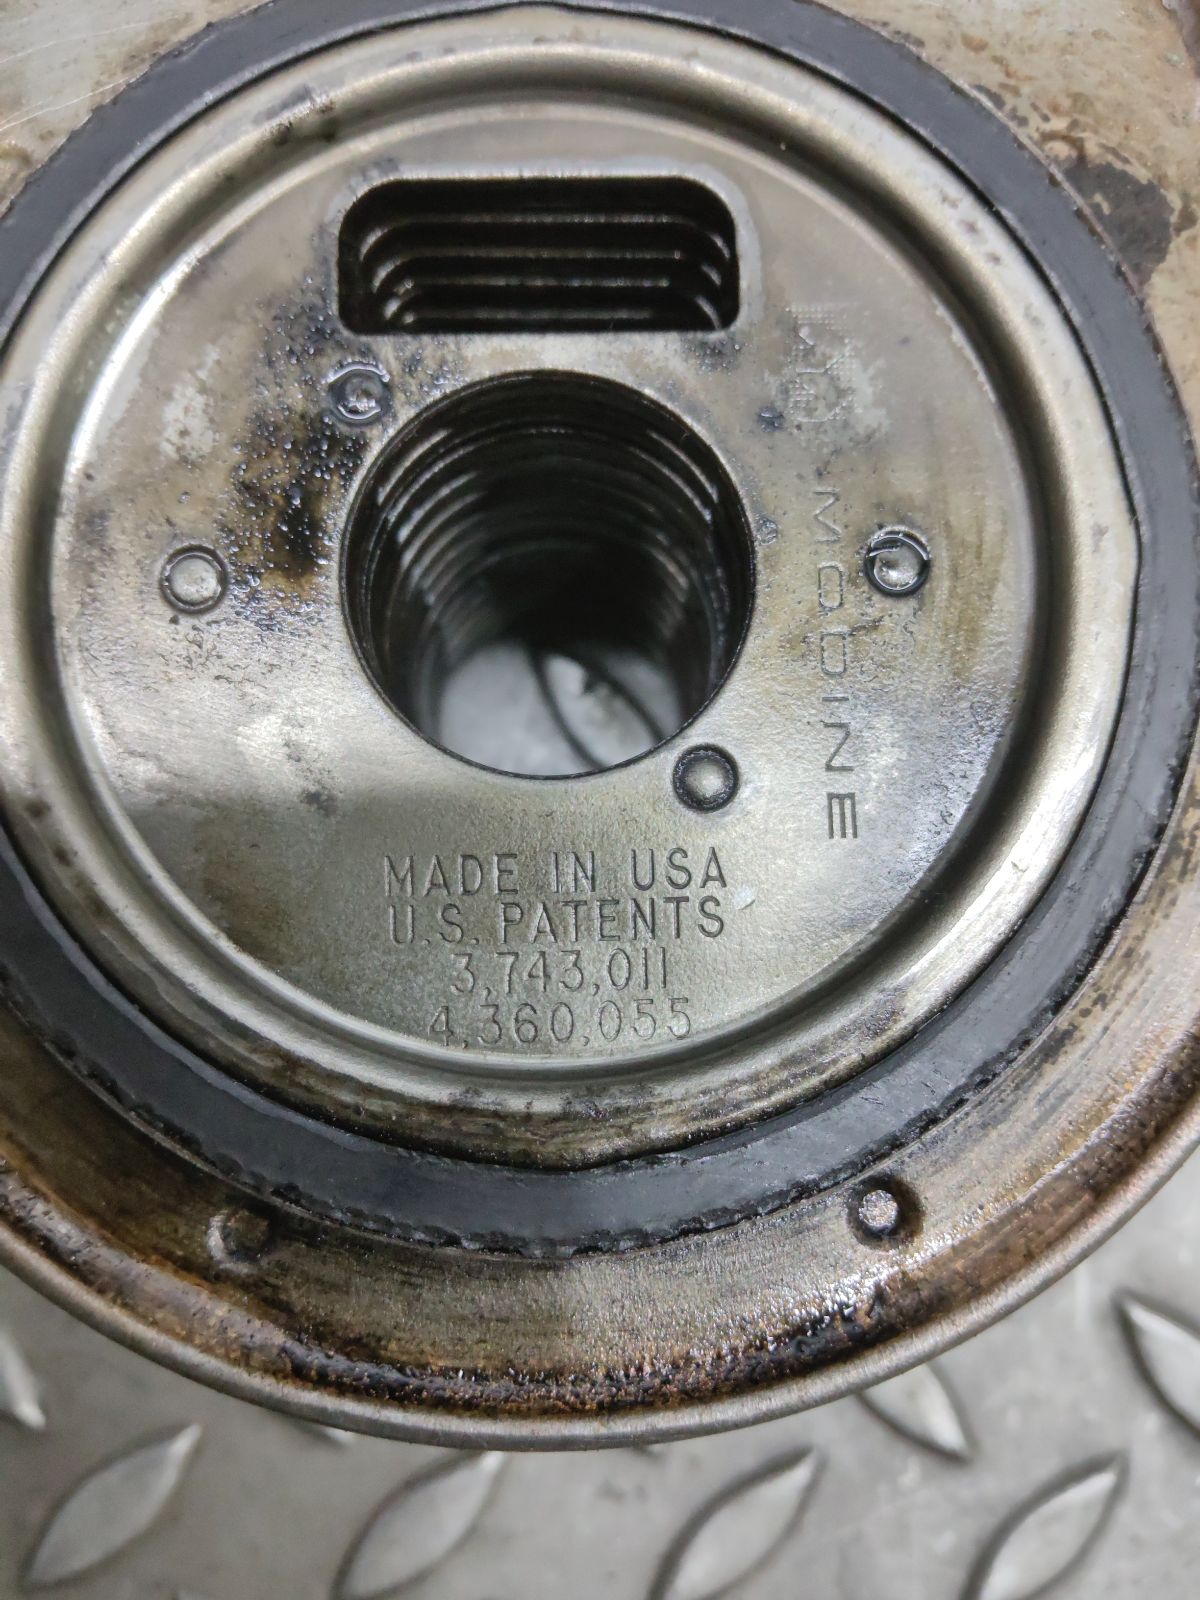 MODINE
MADE IN USA
U.S. PATENTS
3,743,011
4,360,055